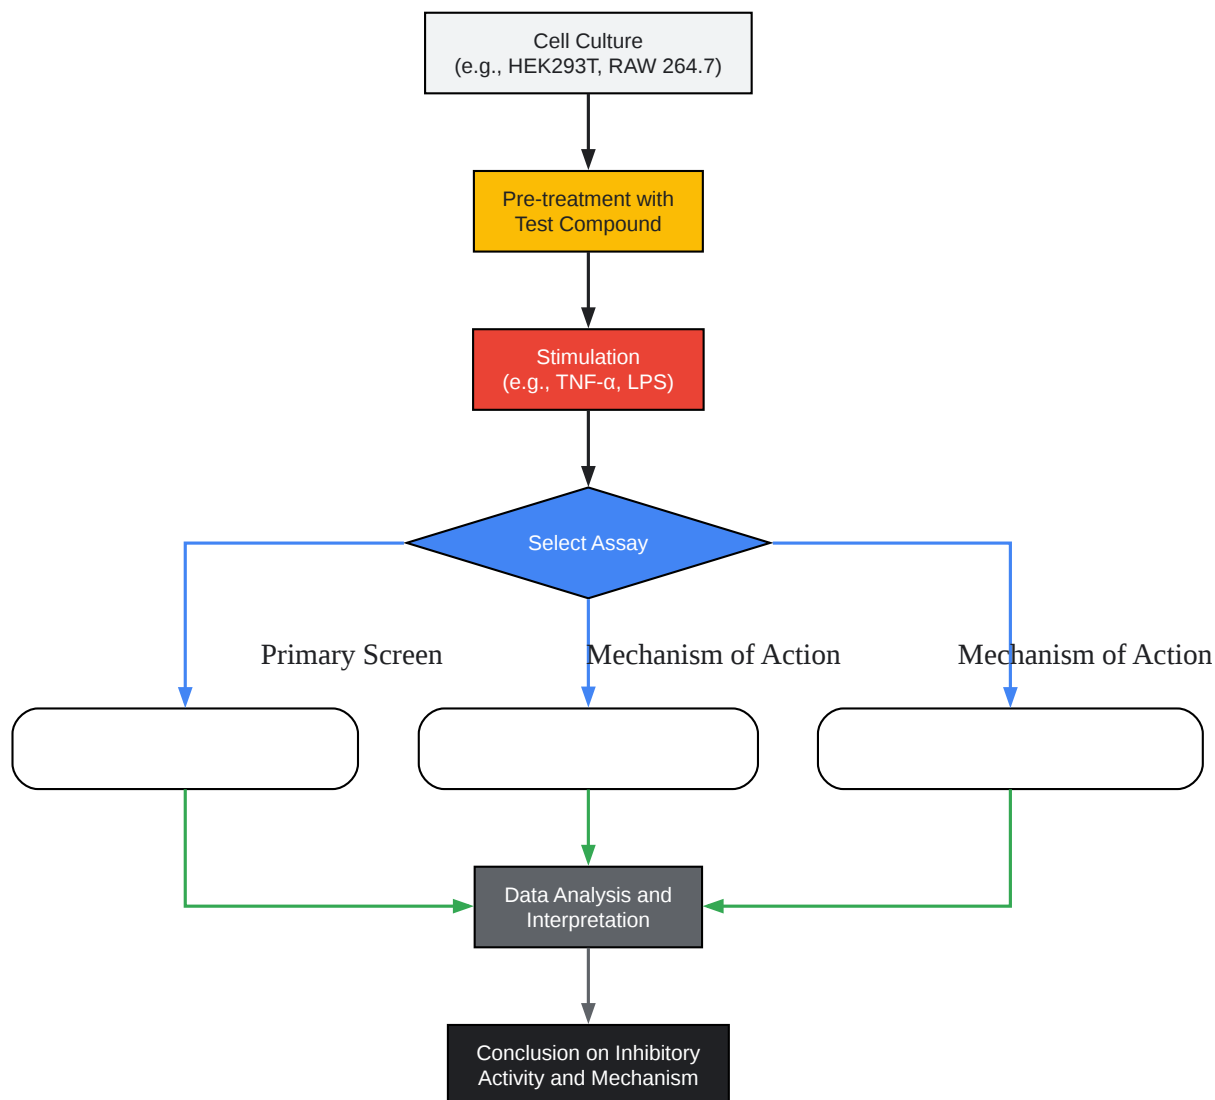 Cell Culture
(e.g., HEK293T, RAW 264.7)
Pre-treatment with
Test Compound
Stimulation
(e.g., TNF-α, LPS)
Select Assay
Primary Screen
Mechanism of Action
Mechanism of Action
Data Analysis and
Interpretation
Conclusion on Inhibitory
Activity and Mechanism